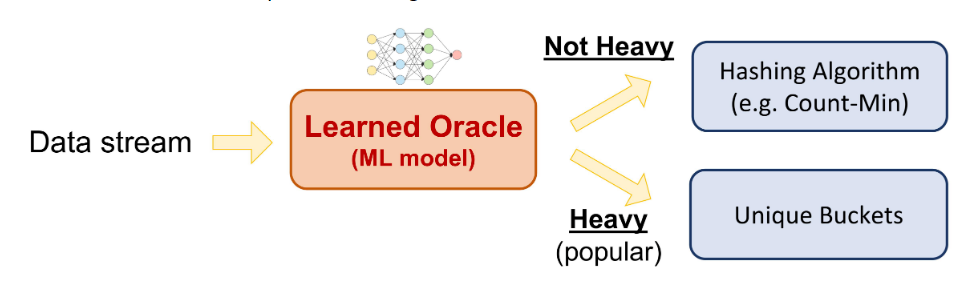 Data stream
Learned Oracle
(ML model)
Not Heavy
Hashing Algorithm
(e.g. Count-Min)
Heavy
(popular)
Unique Buckets